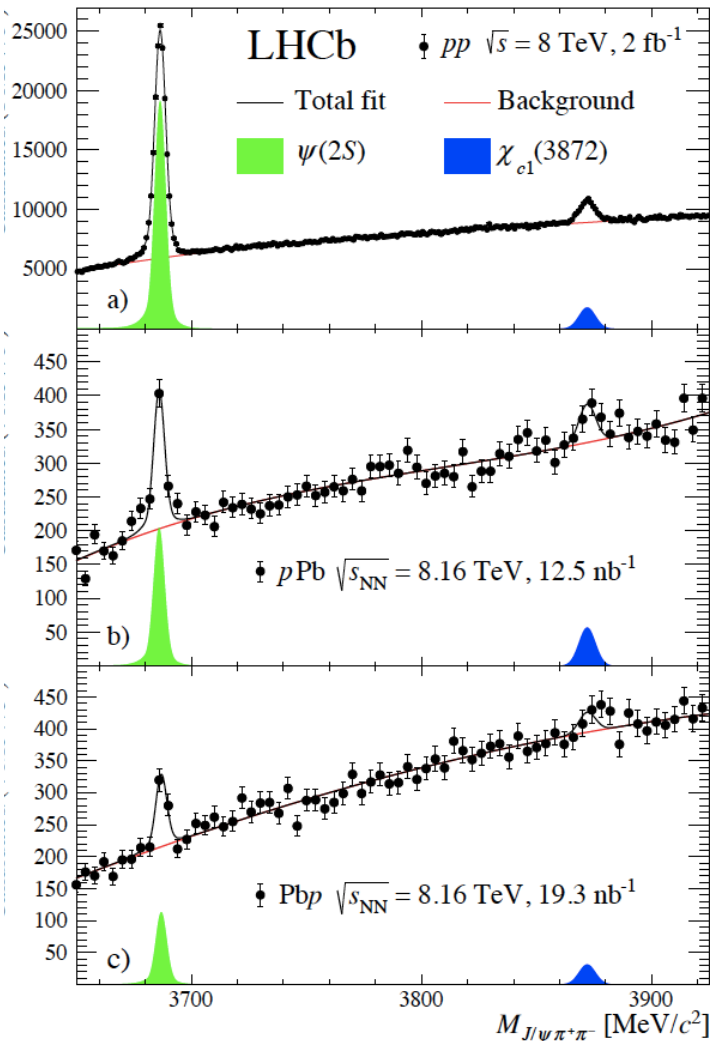 25000
LHCb
pp √s = 8 TeV, 2 fb⁻¹
20000
Total fit
Background
ψ(2S)
χc1(3872)
15000
10000
5000
a)
450
400
350
300
250
200
150
pPb √sNN = 8.16 TeV, 12.5 nb⁻¹
100
50
b)
450
400
350
300
250
200
150
Pbp √sNN = 8.16 TeV, 19.3 nb⁻¹
100
50
c)
3700 3800 3900
MJ/ψπ⁺π⁻ [MeV/c²]